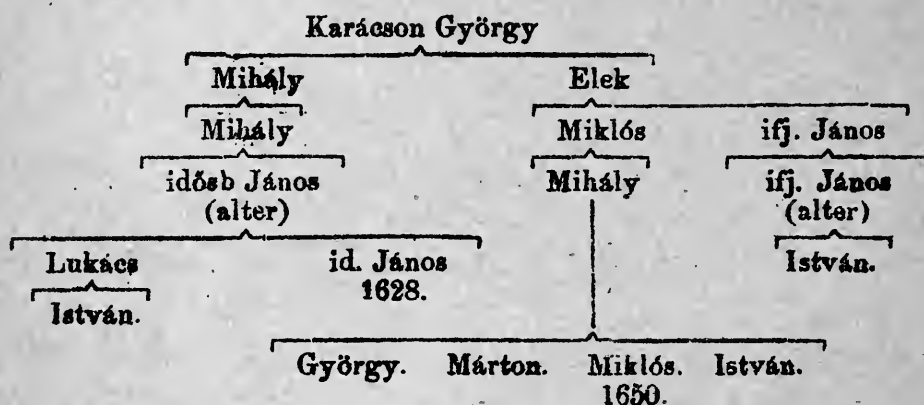 Karácson György
Mihály Elek
Mihály Miklós ifj. János
idősb János Mihály ifj. János
(alter) (alter)
Lukács id. János István.
1628.
István.
György. Márton. Miklós. István.
1650.